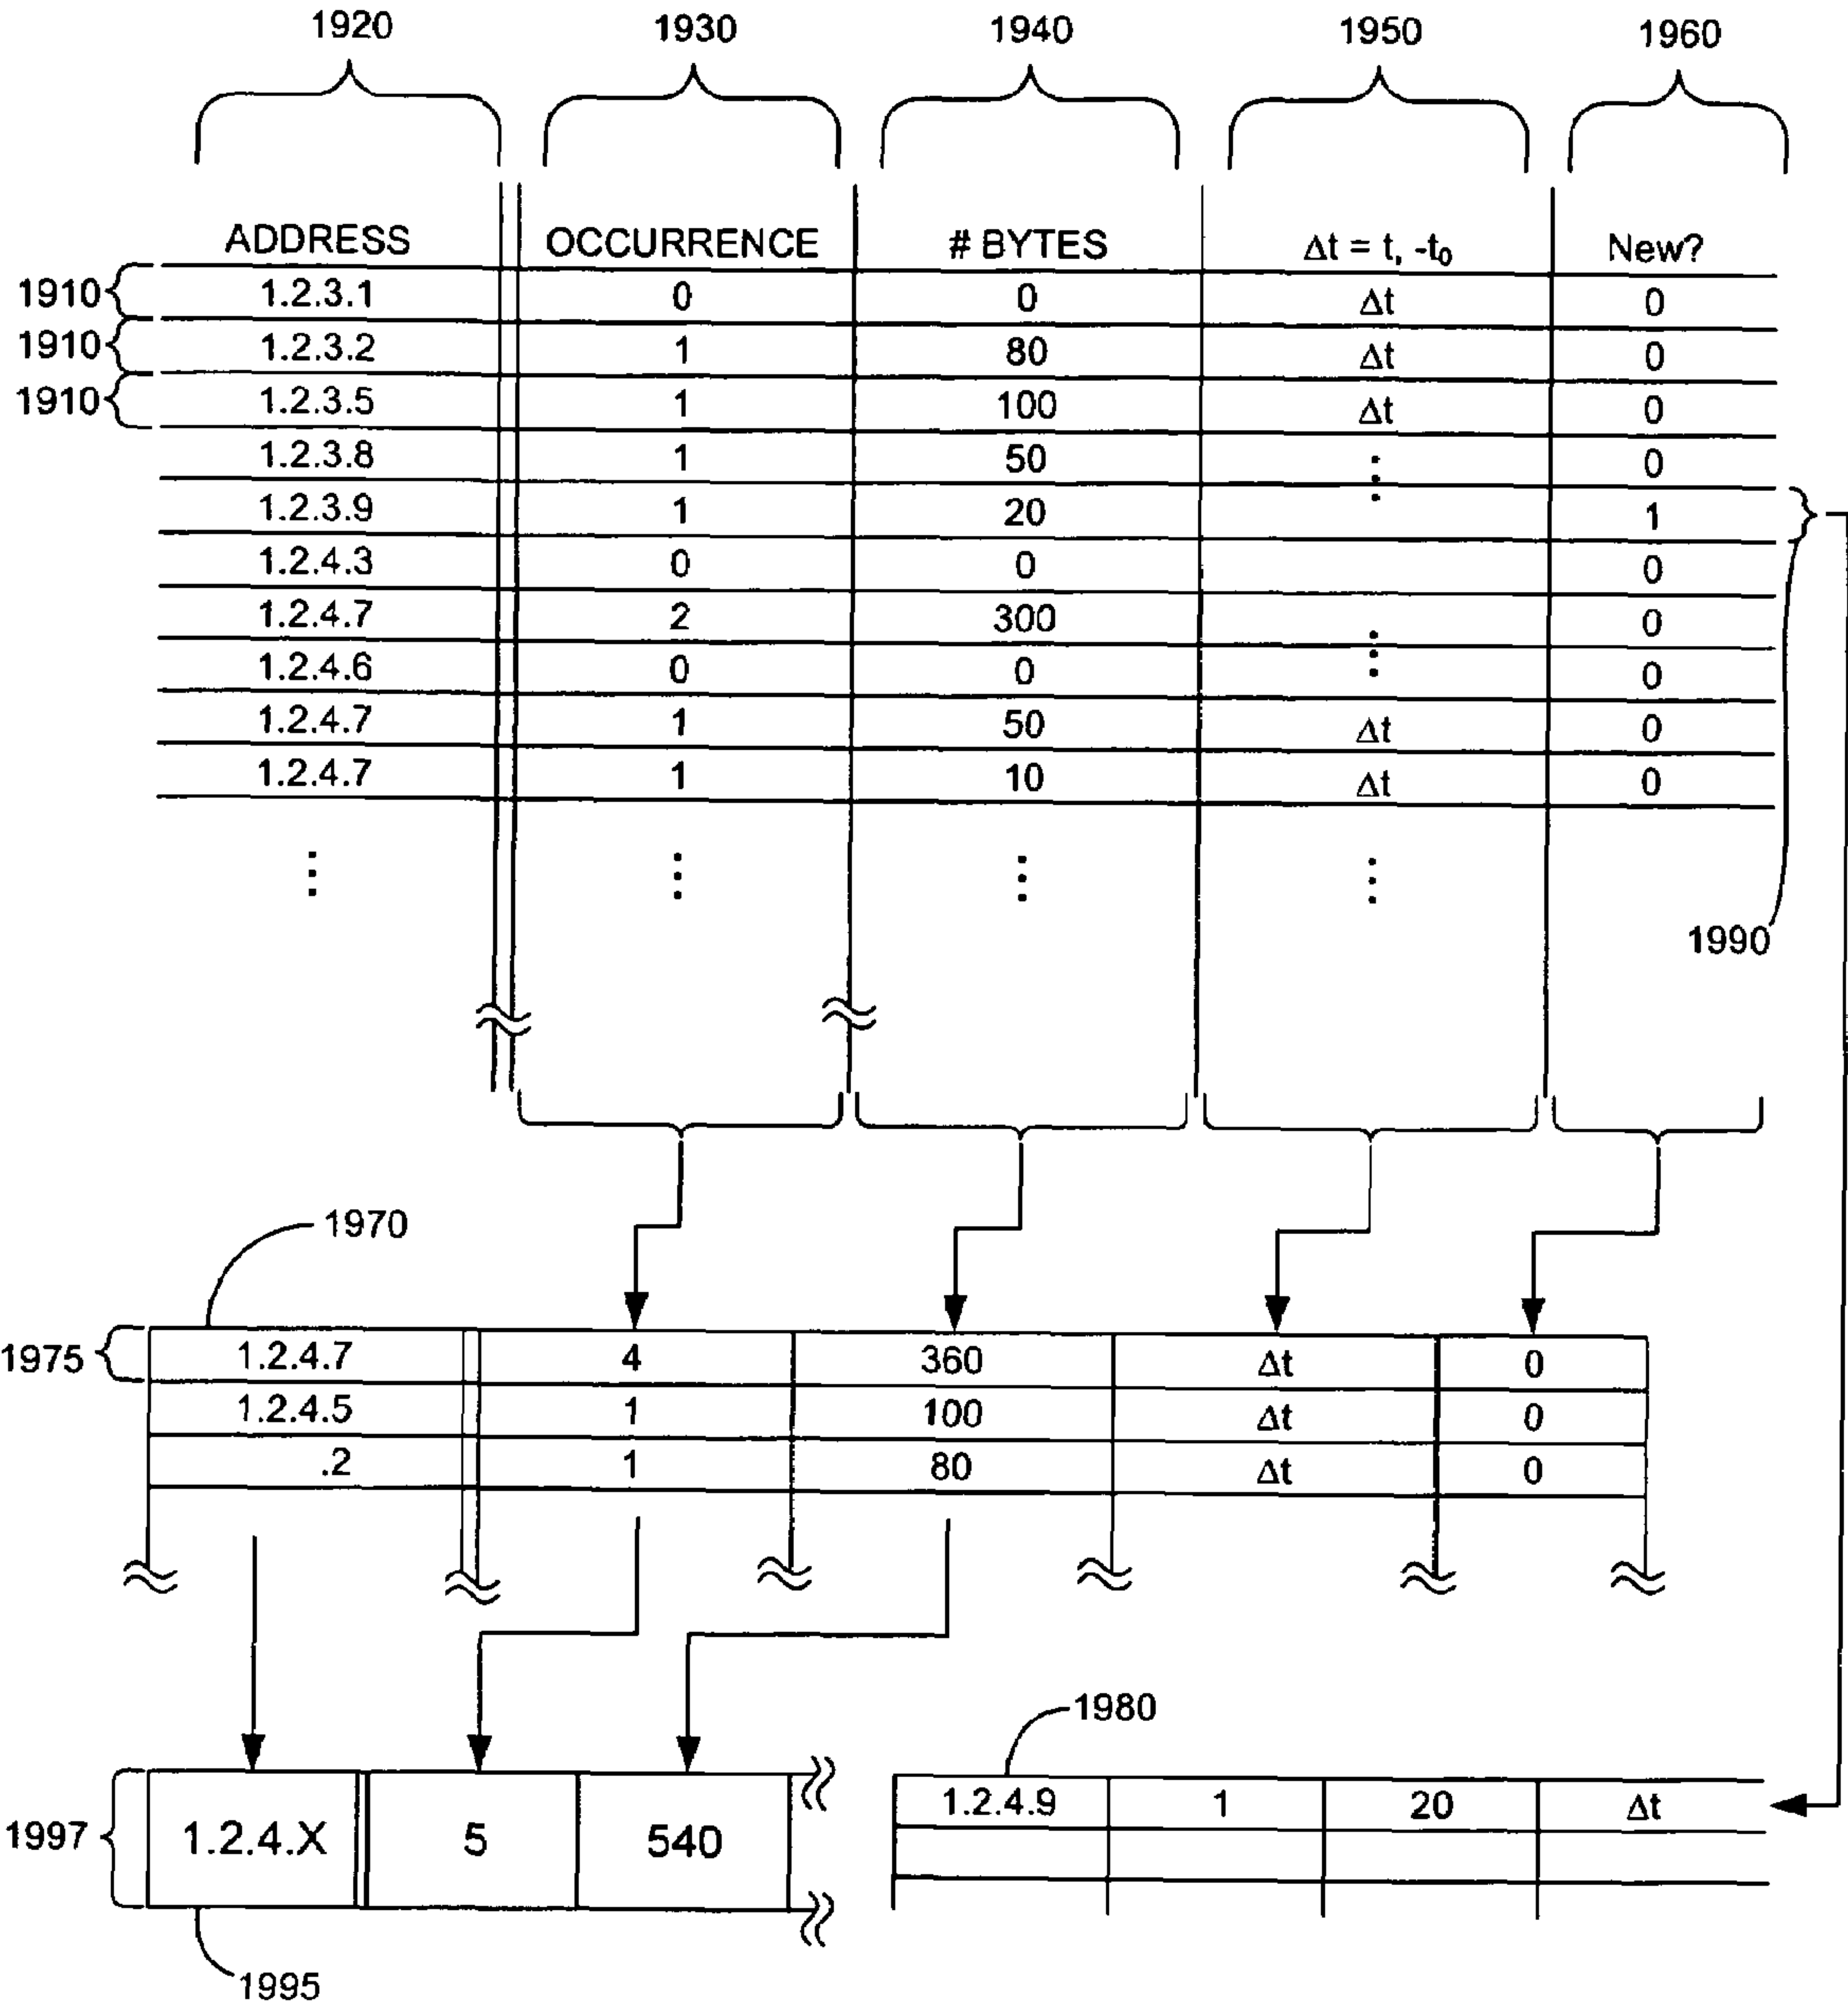 1920 1930 1940 1950 1960
ADDRESS OCCURRENCE # BYTES Δt = t, -t₀ New?
1910 1.2.3.1 0 0 Δt 0
1910 1.2.3.2 1 80 Δt 0
1910 1.2.3.5 1 100 Δt 0
1.2.3.8 1 50 ⋮ 0
1.2.3.9 1 20 1
1.2.4.3 0 0 0
1.2.4.7 2 300 ⋮ 0
1.2.4.6 0 0 0
1.2.4.7 1 50 Δt 0
1.2.4.7 1 10 Δt 0
⋮ ⋮ ⋮ ⋮
1990
1970
1975 1.2.4.7 4 360 Δt 0
1.2.4.5 1 100 Δt 0
.2 1 80 Δt 0
1980
1.2.4.9 1 20 Δt
1997 1.2.4.X 5 540
1995